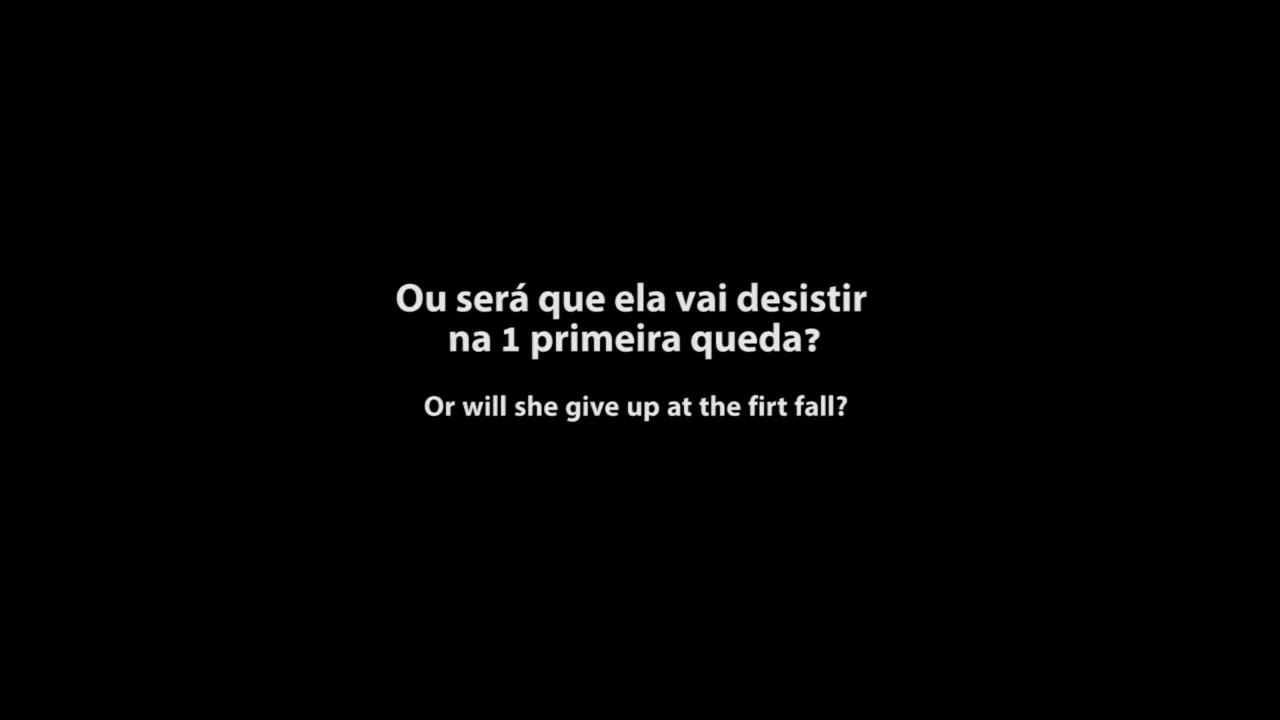 Ou será que ela vai desistir
na 1 primeira queda?
Or will she give up at the firt fall?